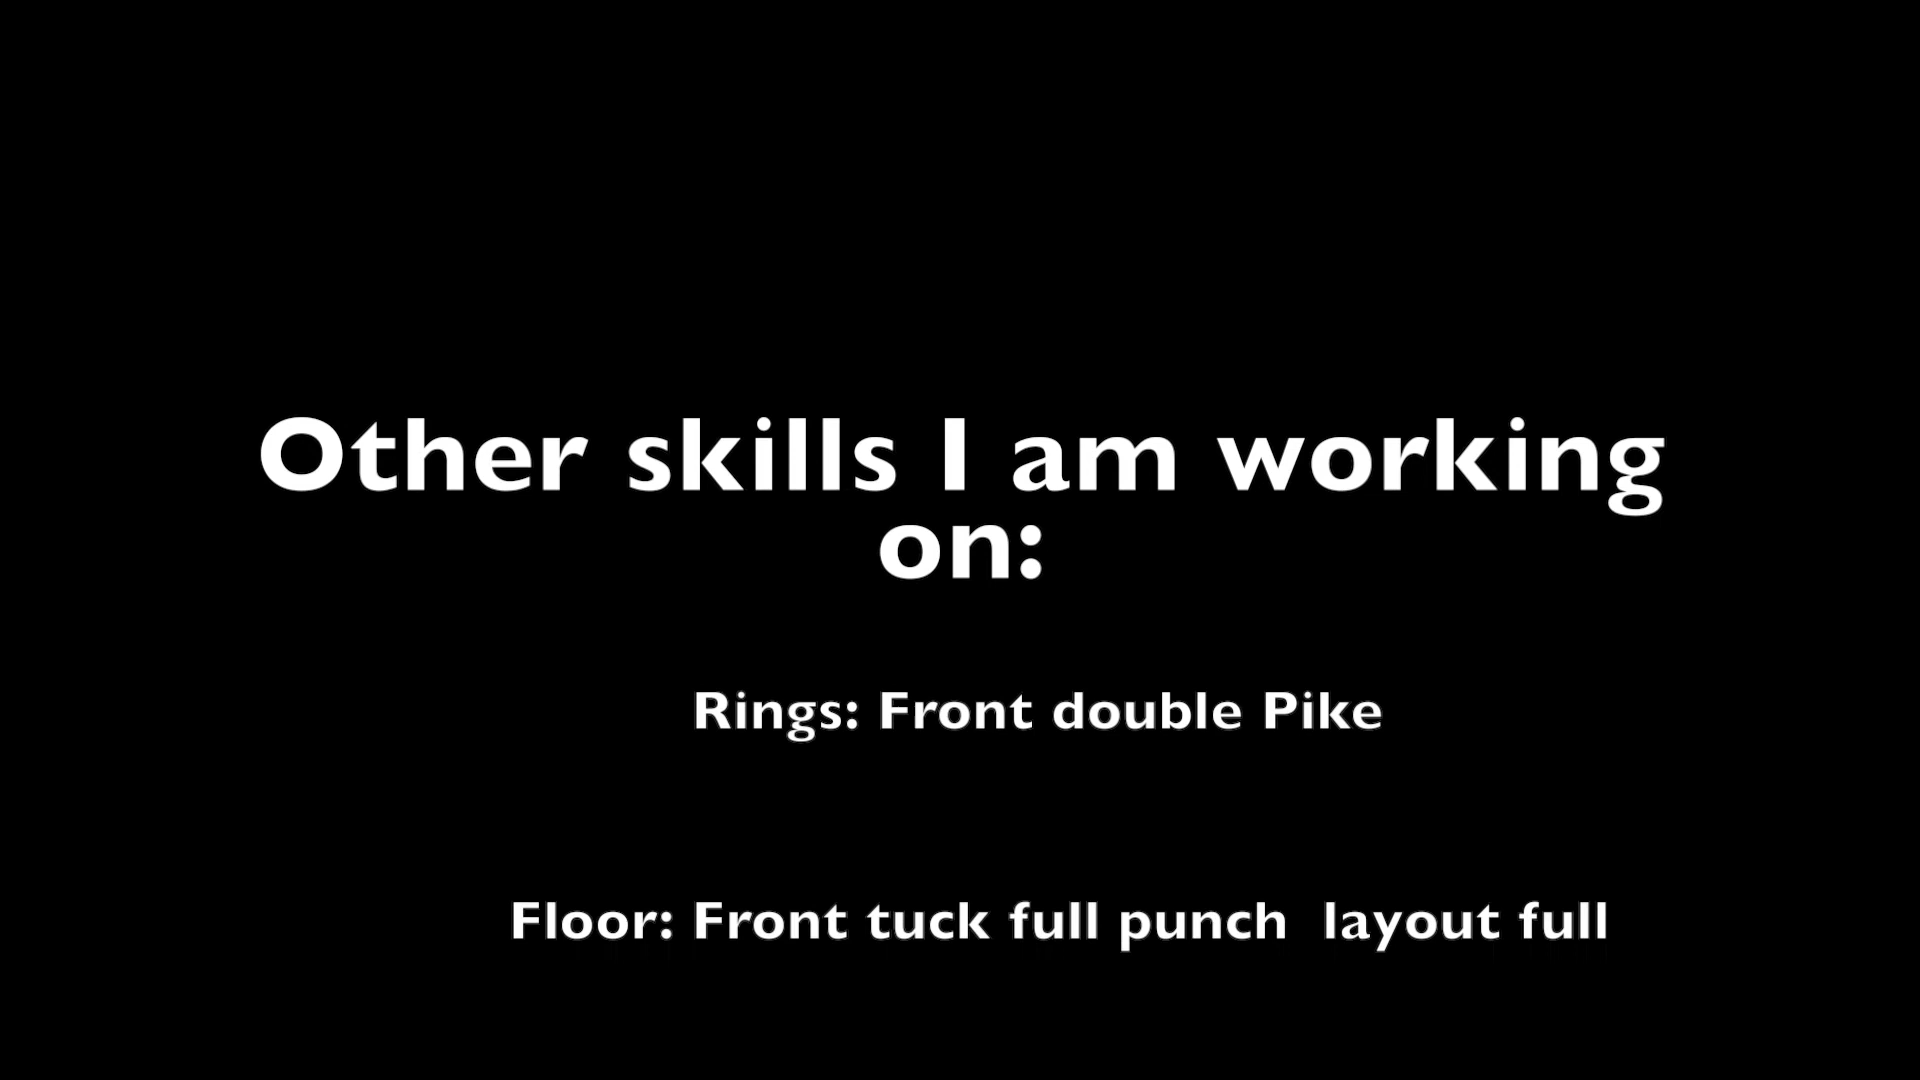 Other skills I am working
on:
Rings: Front double Pike
Floor: Front tuck full punch  layout full